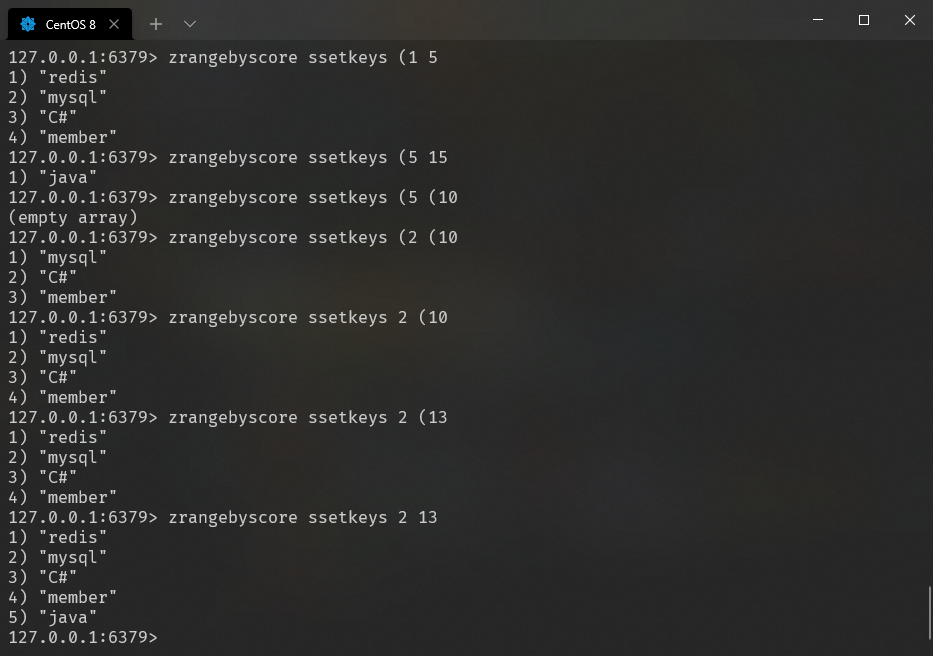 CentOS 8
127.0.0.1:6379> zrangebyscore ssetkeys (1 5
1) "redis"
2) "mysql"
3) "C#"
4) "member"
127.0.0.1:6379> zrangebyscore ssetkeys (5 15
1) "java"
127.0.0.1:6379> zrangebyscore ssetkeys (5 (10
(empty array)
127.0.0.1:6379> zrangebyscore ssetkeys (2 (10
1) "mysql"
2) "C#"
3) "member"
127.0.0.1:6379> zrangebyscore ssetkeys 2 (10
1) "redis"
2) "mysql"
3) "C#"
4) "member"
127.0.0.1:6379> zrangebyscore ssetkeys 2 (13
1) "redis"
2) "mysql"
3) "C#"
4) "member"
127.0.0.1:6379> zrangebyscore ssetkeys 2 13
1) "redis"
2) "mysql"
3) "C#"
4) "member"
5) "java"
127.0.0.1:6379>